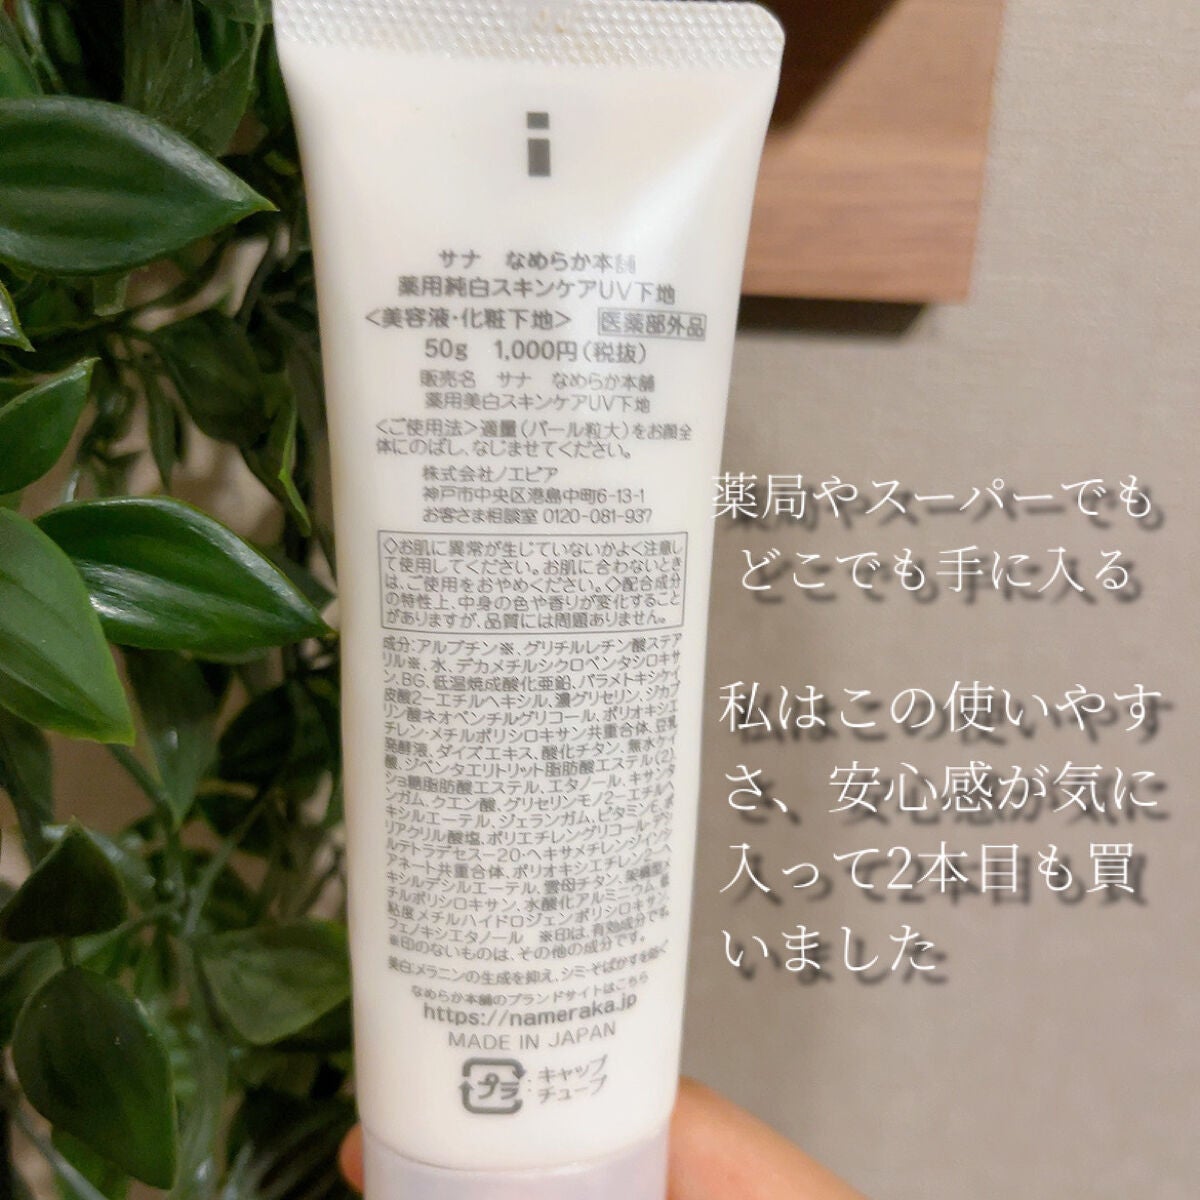 サナ なめらか本舗
薬用純白スキンケアUV下地
<美容液・化粧下地> 医薬部外品
50g 1,000円(税抜)
販売名 サナ なめらか本舗
薬用美白スキンケアUV下地
<ご使用法>適量(パール粒大)をお顔全
体にのばし、なじませてください。
株式会社ノエビア
神戸市中央区港島中町6-13-1
お客さま相談室 0120-081-937
◇お肌に異常が生じていないかよく注意し
て使用してください。お肌に合わないとき
は、ご使用をおやめください。◇配合成分
の特性上、中身の色や香りが変化すること
がありますが、品質には問題ありません。
成分:アルブチン※、グリチルレチン酸ステア
リル※、水、デカメチルシクロペンタシロキサ
ン、BG、低温焼成酸化亜鉛、パラメトキシケイ
皮酸2-エチルヘキシル、濃グリセリン、ジカプ
リン酸ネオペンチルグリコール、ポリオキシエ
チレン・メチルポリシロキサン共重合体、豆乳
発酵液、ダイズエキス、酸化チタン、無水ケイ
酸、ジペンタエリトリット脂肪酸エステル(2)、
ショ糖脂肪酸エステル、エタノール、キサンタ
ンガム、クエン酸、グリセリンモノ2-エチルヘ
キシルエーテル、ジェランガム、ビタミンE、ポ
リアクリル酸塩、ポリエチレングリコール・デシ
ルテトラデセス-20・ヘキサメチレンジイソシ
アネート共重合体、ポリオキシエチレン
キシルデシルエーテル、雲母チタン、架橋型メ
チルポリシロキサン、水酸化アルミニウム、低
粘度メチルハイドロジェンポリシロキサン、
フェノキシエタノール ※印は、有効成分です。
※印のないものは、その他の成分です。
美白:メラニンの生成を抑え、シミ・そばかすを防ぐ
なめらか本舗のブランドサイトはこちら
https://nameraka.jp
MADE IN JAPAN
プラ :キャップ
チューブ
薬局やスーパーでも
どこでも手に入る
私はこの使いやす
さ、安心感が気に
入って2本目も買
いました